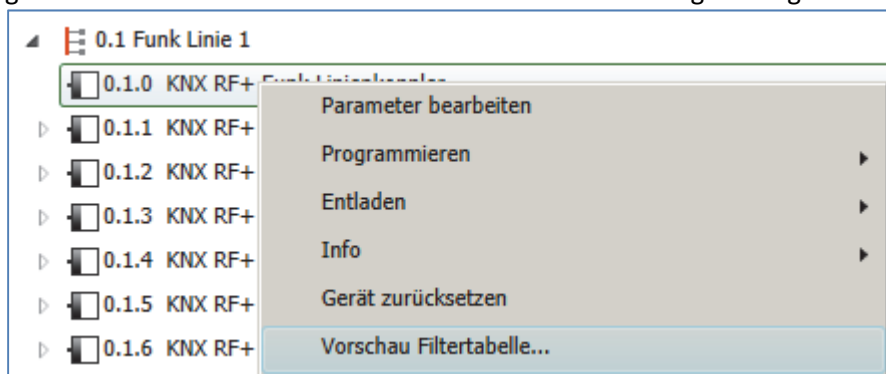 0.1 Funk Linie 1
0.1.0 KNX RF+ Funk Linienkoppler
Parameter bearbeiten
0.1.1 KNX RF+
Programmieren
0.1.2 KNX RF+
Entladen
0.1.3 KNX RF+
Info
0.1.4 KNX RF+
Gerät zurücksetzen
0.1.5 KNX RF+
Vorschau Filtertabelle...
0.1.6 KNX RF+